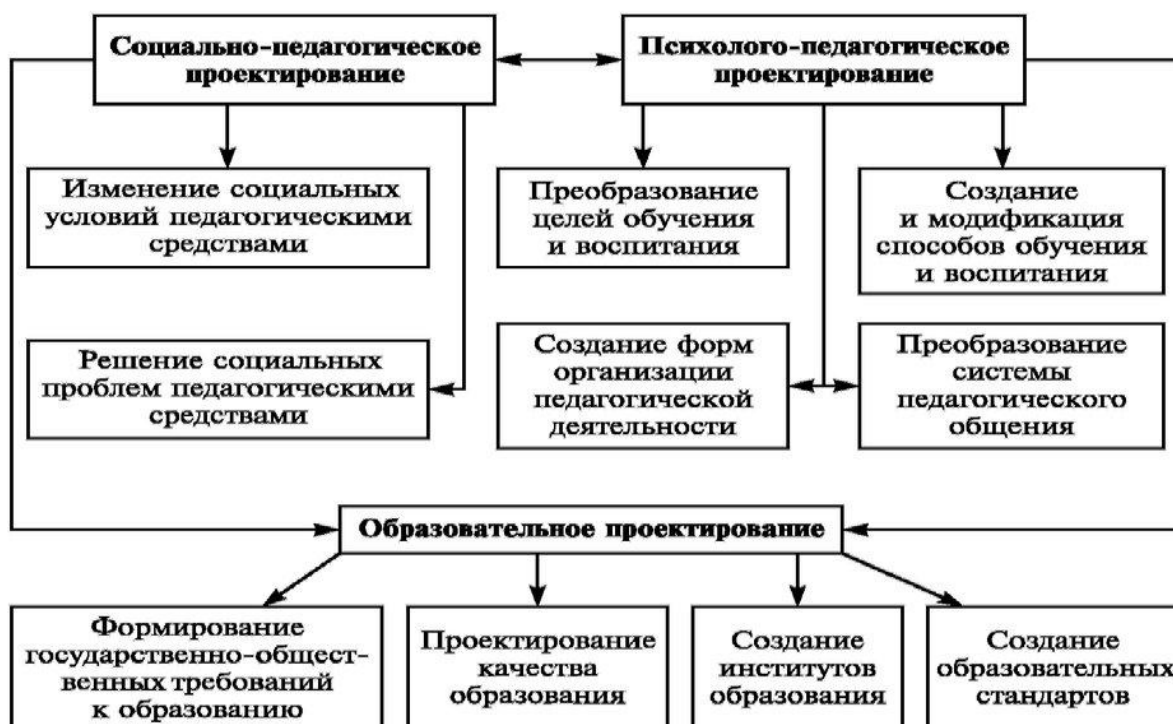 Социально-педагогическое
проектирование
Психолого-педагогическое
проектирование
Изменение социальных
условий педагогическими
средствами
Преобразование
целей обучения
и воспитания
Создание
и модификация
способов обучения
и воспитания
Решение социальных
проблем педагогическими
средствами
Создание форм
организации
педагогической
деятельности
Преобразование
системы
педагогического
общения
Образовательное проектирование
Формирование
государственно-общест-
венных требований
к образованию
Проектирование
качества
образования
Создание
институтов
образования
Создание
образовательных
стандартов